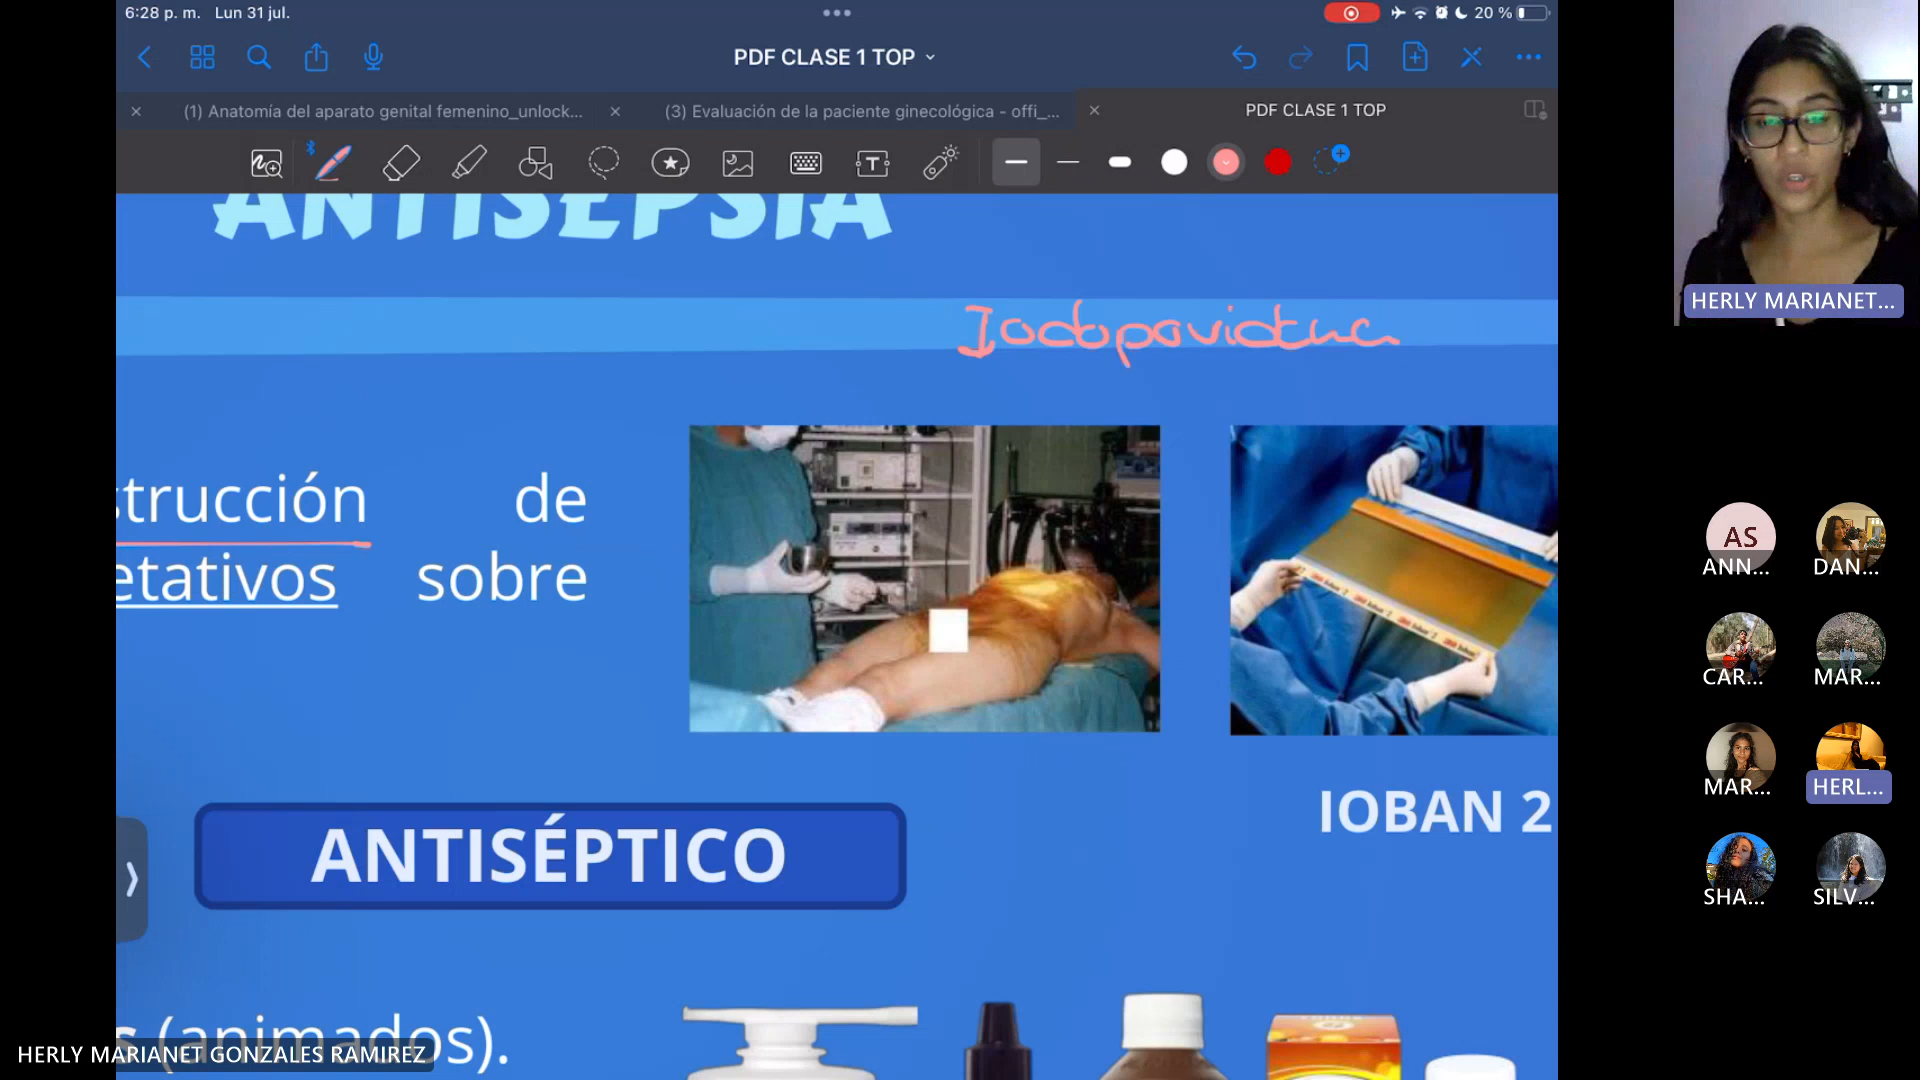 6:28 p. m. Lun 31 jul.
20 %
PDF CLASE 1 TOP
(1) Anatomía del aparato genital femenino_unlock...
(3) Evaluación de la paciente ginecológica - offi_...
PDF CLASE 1 TOP
ANTISEPSIA
Iodopovidona
strucción de
etativos sobre
IOBAN 2
ANTISÉPTICO
s (animados).
HERLY MARIANET GONZALES RAMIREZ
HERLY MARIANET...
AS
ANN...
DAN...
CAR...
MAR...
MAR...
HERL...
SHA...
SILV...